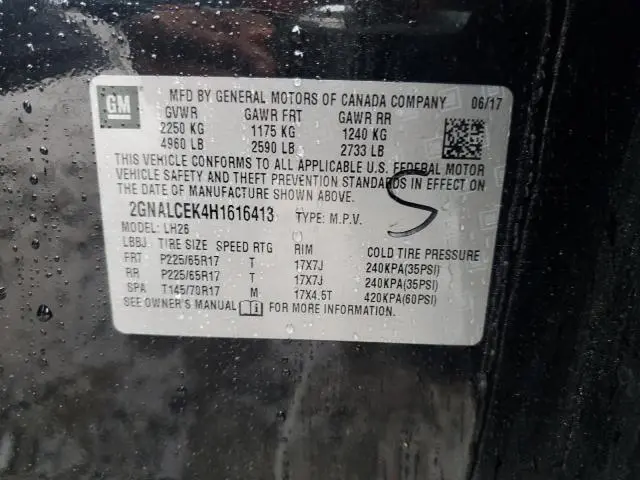 GM
MFD BY GENERAL MOTORS OF CANADA COMPANY 06/17
GVWR GAWR FRT GAWR RR
2250 KG 1175 KG 1240 KG
4960 LB 2590 LB 2733 LB
THIS VEHICLE CONFORMS TO ALL APPLICABLE U.S. FEDERAL MOTOR
VEHICLE SAFETY AND THEFT PREVENTION STANDARDS IN EFFECT ON
THE DATE OF MANUFACTURE SHOWN ABOVE.
2GNALCEK4H1616413 TYPE: M.P.V.
S
MODEL: LH26
LBBJ TIRE SIZE SPEED RTG RIM COLD TIRE PRESSURE
FRT P225/65R17 T 17X7J 240KPA(35PSI)
RR P225/65R17 T 17X7J 240KPA(35PSI)
SPA T145/70R17 M 17X4.5T 420KPA(60PSI)
SEE OWNER'S MANUAL FOR MORE INFORMATION.